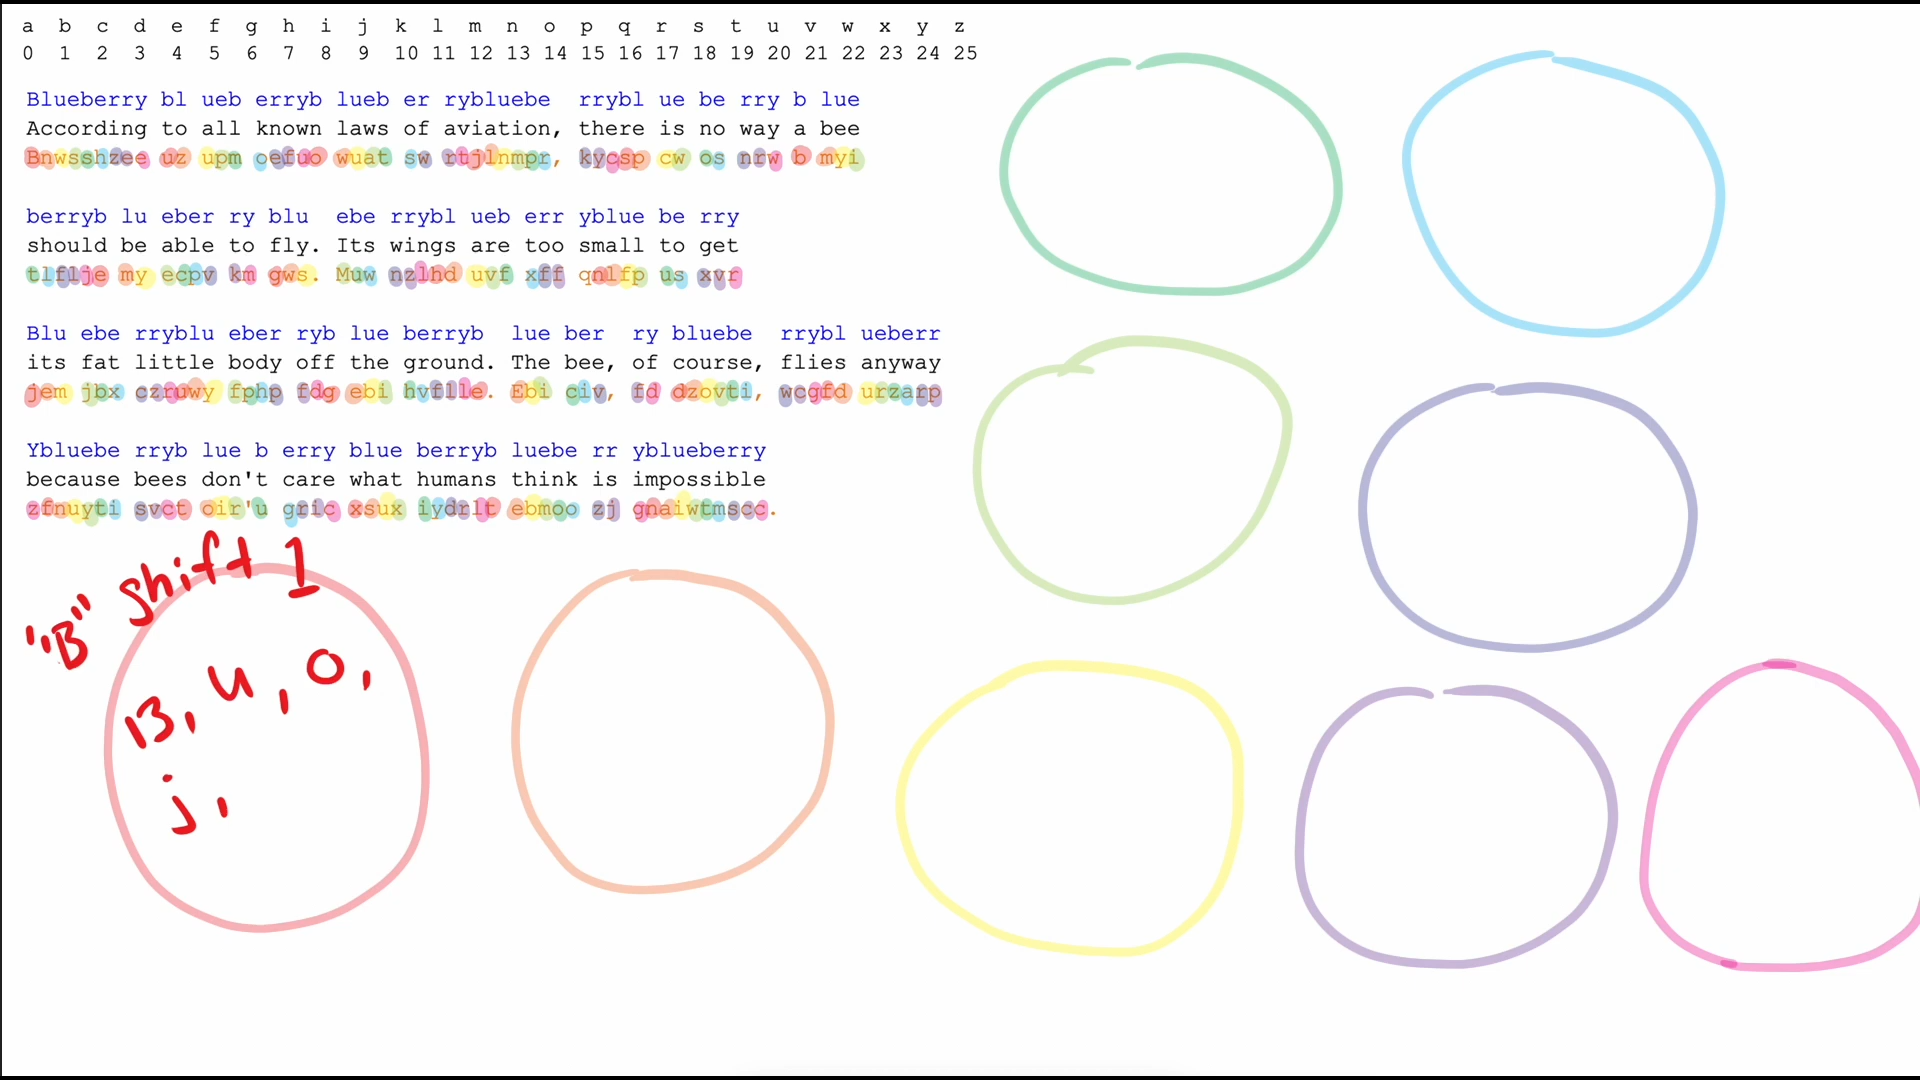 a b c d e f g h i j k l m n o p q r s t u v w x y z
0 1 2 3 4 5 6 7 8 9 10 11 12 13 14 15 16 17 18 19 20 21 22 23 24 25
Blueberry bl ueb erryb lueb er rybluebe rrybl ue be rry b lue
According to all known laws of aviation, there is no way a bee
Bnwsshzee uz upm oefuo wuat sw rtjlnmpr, kycsp cw os nrw b myi
berryb lu eber ry blu ebe rrybl ueb err yblue be rry
should be able to fly. Its wings are too small to get
tlflje my ecpv km gws. Muw nzlhd uvf xff qnlfp us xvr
Blu ebe rryblu eber ryb lue berryb lue ber ry bluebe rrybl ueberr
its fat little body off the ground. The bee, of course, flies anyway
jem jbx czruwy fphp fdg ebi hvflle. Ebi civ, fd dzovti, wcgfd urzarp
Ybluebe rryb lue b erry blue berryb luebe rr yblueberry
because bees don't care what humans think is impossible
zfnuyti svct oir'u gric xsux iydrlt ebmoo zj gnaiwtmscc.
"B" shift 1
B, u, o,
j,